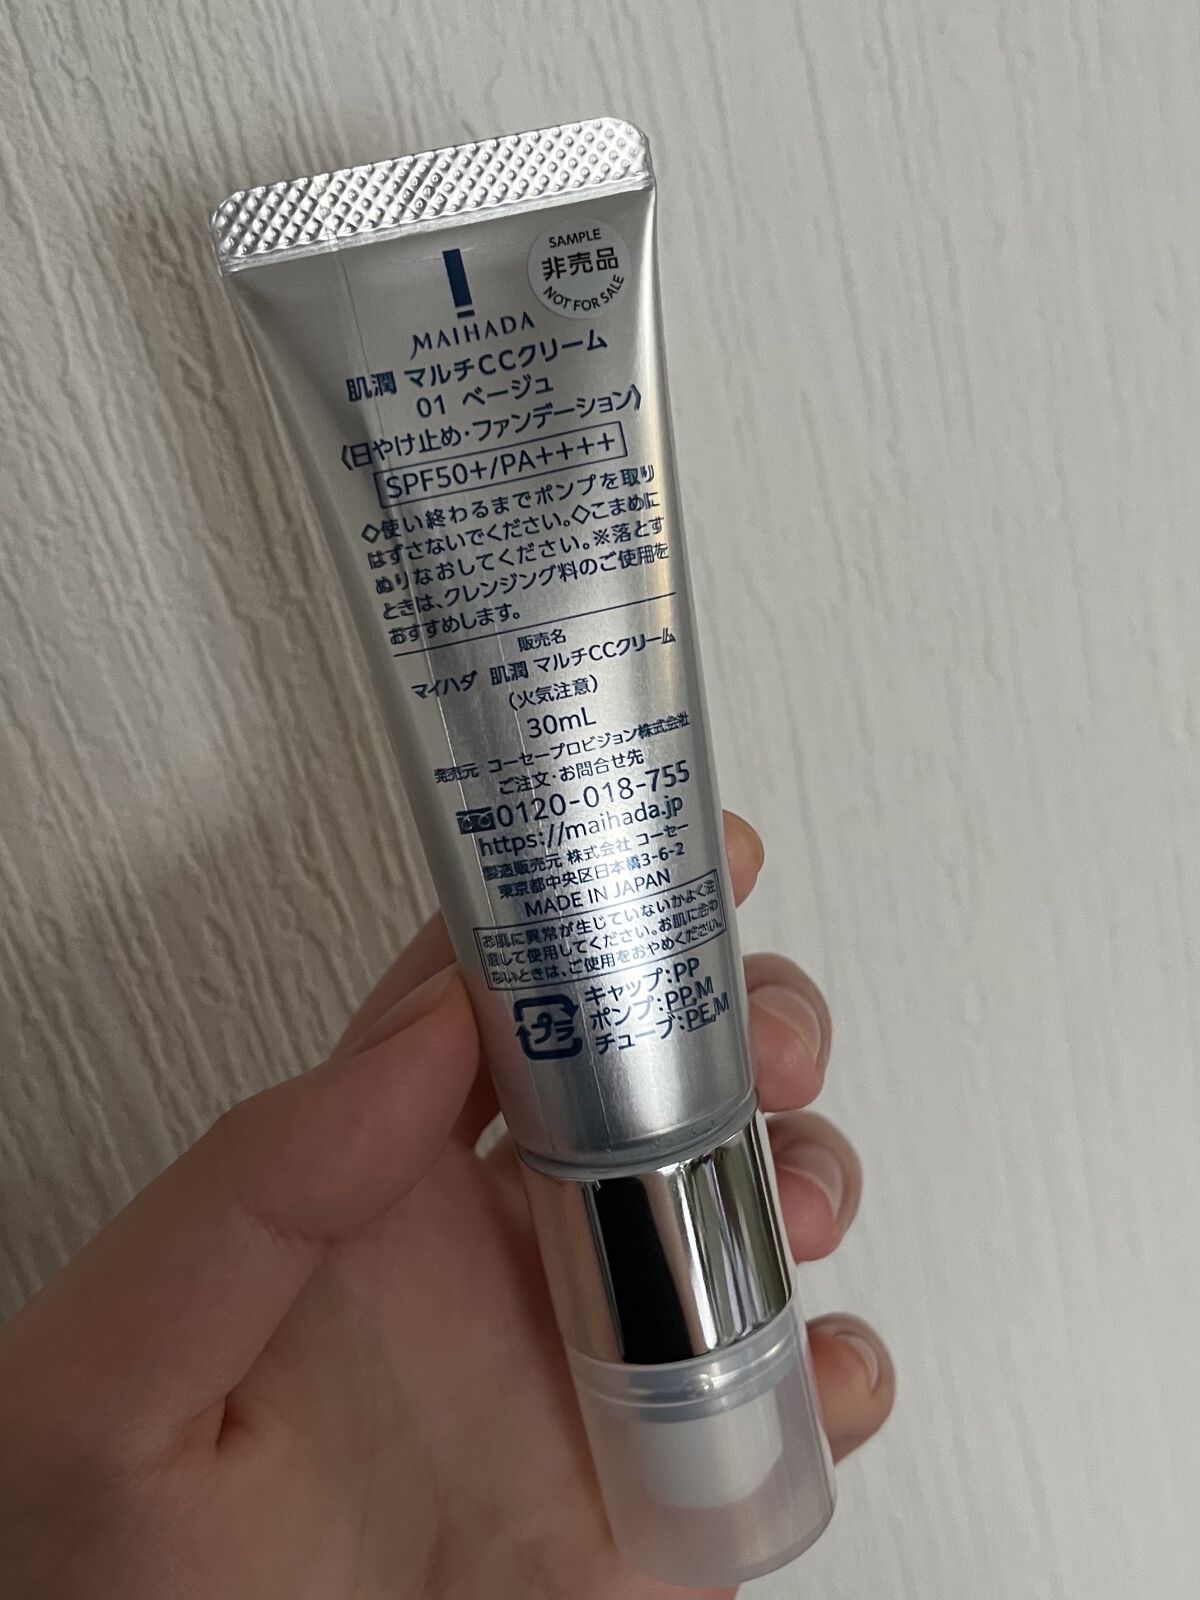 SAMPLE
非売品
NOT FOR SALE
MAIHADA
肌潤 マルチCCクリーム
01 ベージュ
《日やけ止め・ファンデーション》
SPF50+/PA++++
◇使い終わるまでポンプを取り
はずさないでください。◇こまめに
ぬりなおしてください。※落とす
ときは、クレンジング料のご使用を
おすすめします。
販売名
マイハダ 肌潤 マルチCCクリーム
(火気注意)
30mL
発売元 コーセープロビジョン株式会社
ご注文・お問合せ先
0120-018-755
https://maihada.jp
製造販売元 株式会社 コーセー
東京都中央区日本橋3-6-2
MADE IN JAPAN
お肌に異常が生じていないかよく注
意して使用してください。お肌に合わ
ないときは、ご使用をおやめください。
プラ
キャップ:PP
ポンプ:PP,M
チューブ:PE,M